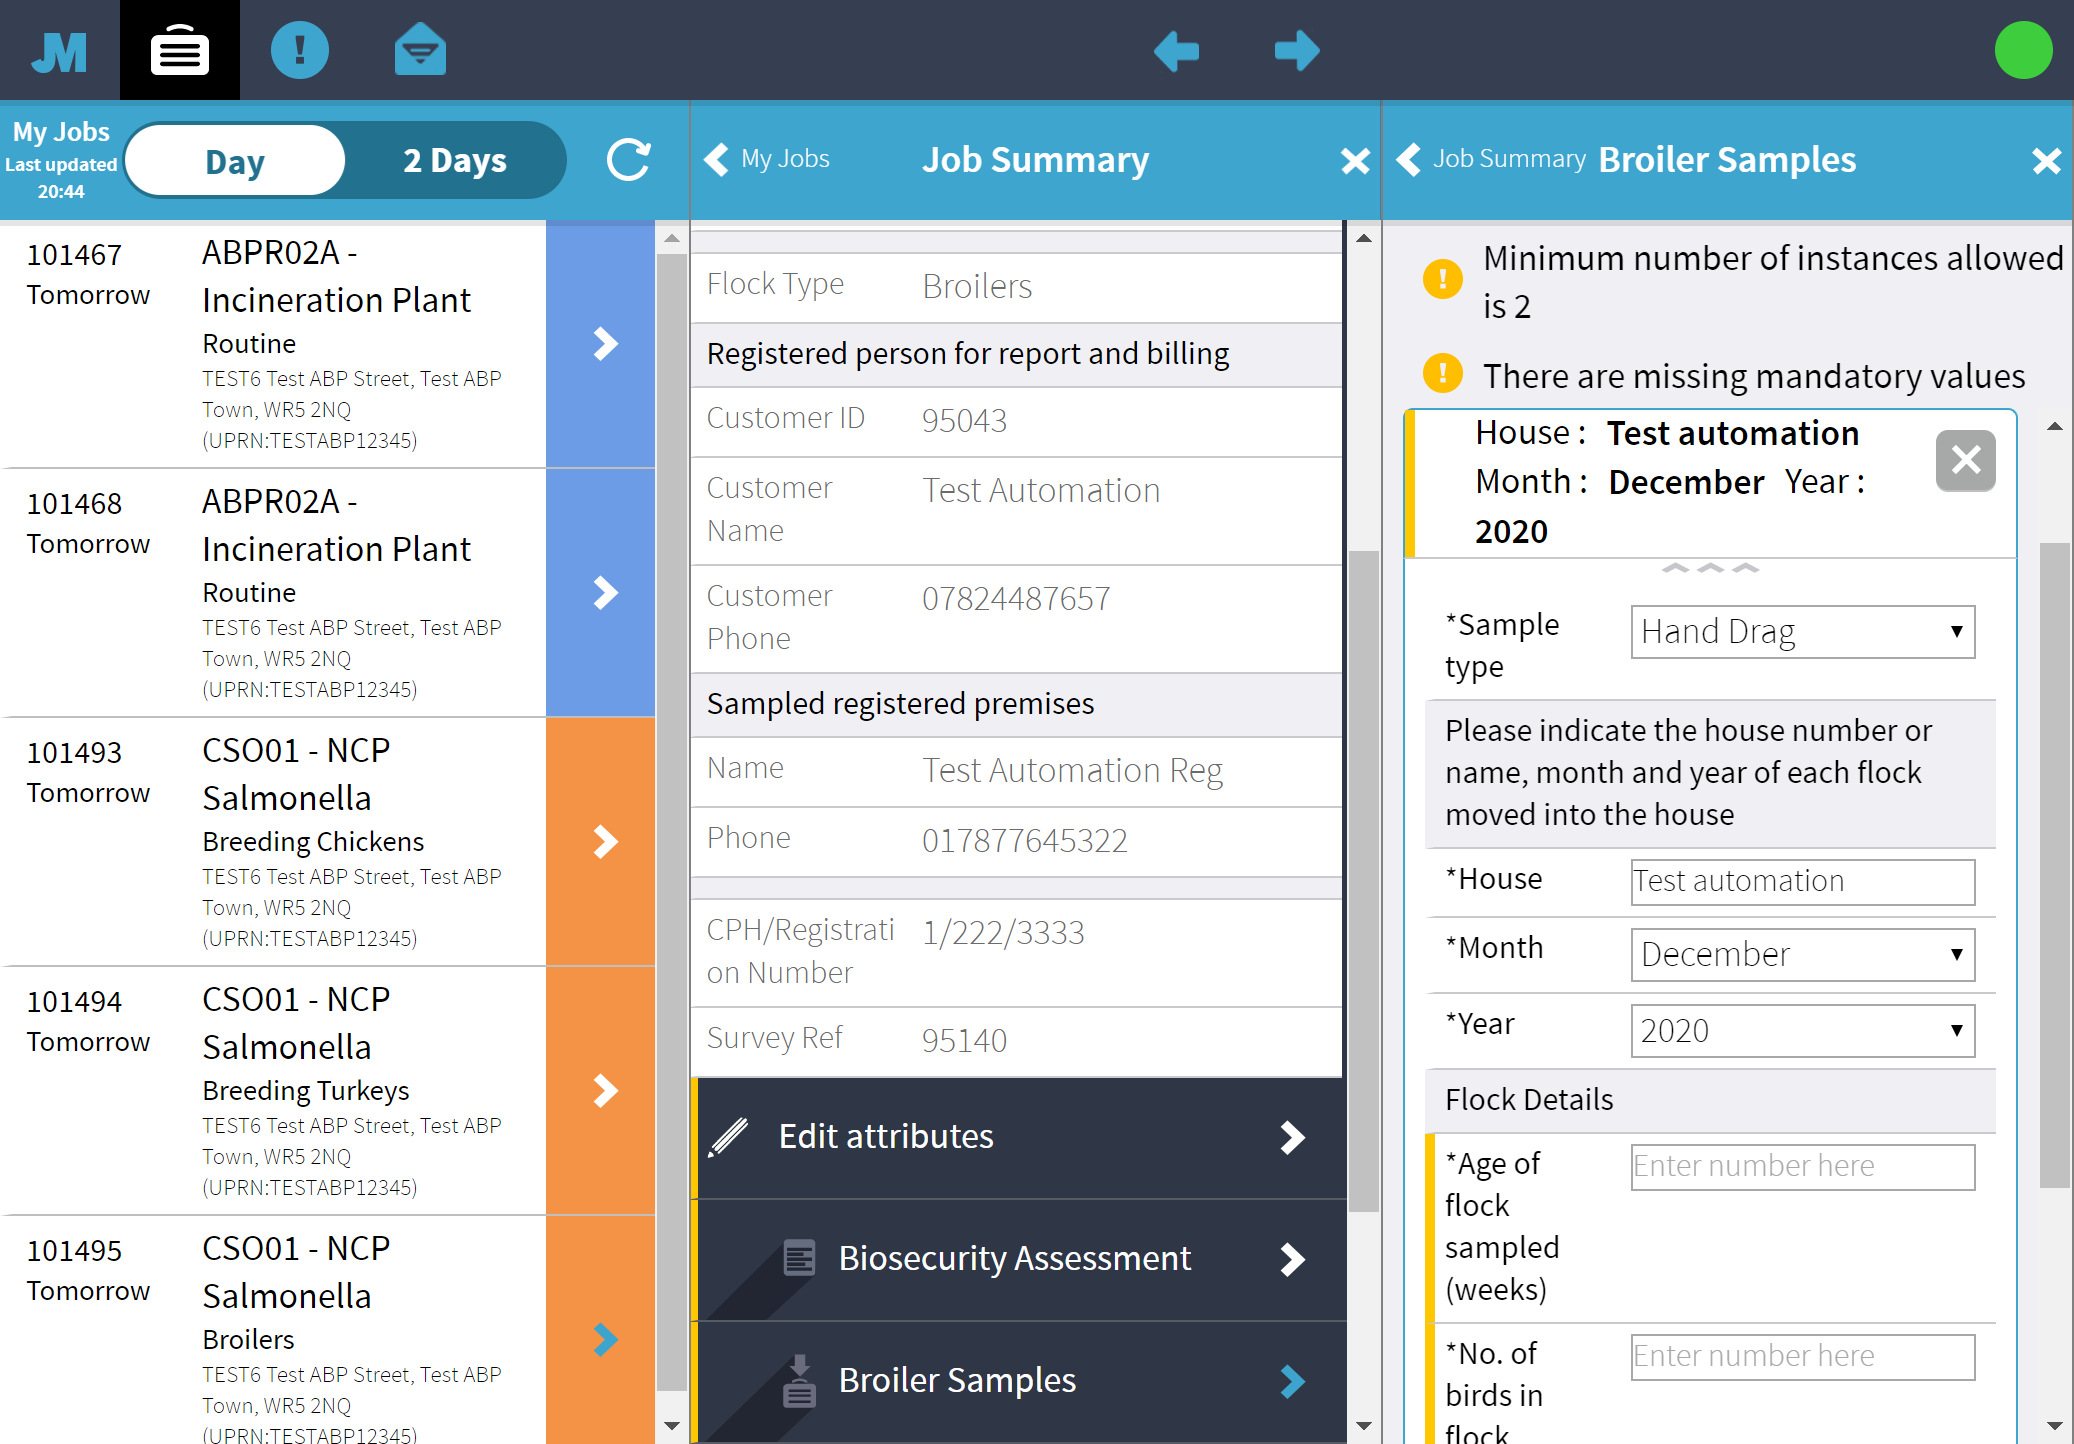 JM
My Jobs
Last updated
20:44
Day
2 Days
My Jobs
Job Summary
Job Summary
Broiler Samples
101467
Tomorrow
ABPR02A -
Incineration Plant
Routine
TEST6 Test ABP Street, Test ABP
Town, WR5 2NQ
(UPRN:TESTABP12345)
101468
Tomorrow
ABPR02A -
Incineration Plant
Routine
TEST6 Test ABP Street, Test ABP
Town, WR5 2NQ
(UPRN:TESTABP12345)
101493
Tomorrow
CSO01 - NCP
Salmonella
Breeding Chickens
TEST6 Test ABP Street, Test ABP
Town, WR5 2NQ
(UPRN:TESTABP12345)
101494
Tomorrow
CSO01 - NCP
Salmonella
Breeding Turkeys
TEST6 Test ABP Street, Test ABP
Town, WR5 2NQ
(UPRN:TESTABP12345)
101495
Tomorrow
CSO01 - NCP
Salmonella
Broilers
TEST6 Test ABP Street, Test ABP
Town, WR5 2NQ
(UPRN:TESTABP12345)
Flock Type Broilers
Registered person for report and billing
Customer ID 95043
Customer Test Automation
Name
Customer 07824487657
Phone
Sampled registered premises
Name Test Automation Reg
Phone 017877645322
CPH/Registrati 1/222/3333
on Number
Survey Ref 95140
Edit attributes
Biosecurity Assessment
Broiler Samples
Minimum number of instances allowed
is 2
There are missing mandatory values
House : Test automation
Month : December Year :
2020
*Sample Hand Drag
type
Please indicate the house number or
name, month and year of each flock
moved into the house
*House Test automation
*Month December
*Year 2020
Flock Details
*Age of Enter number here
flock
sampled
(weeks)
*No. of Enter number here
birds in
flock